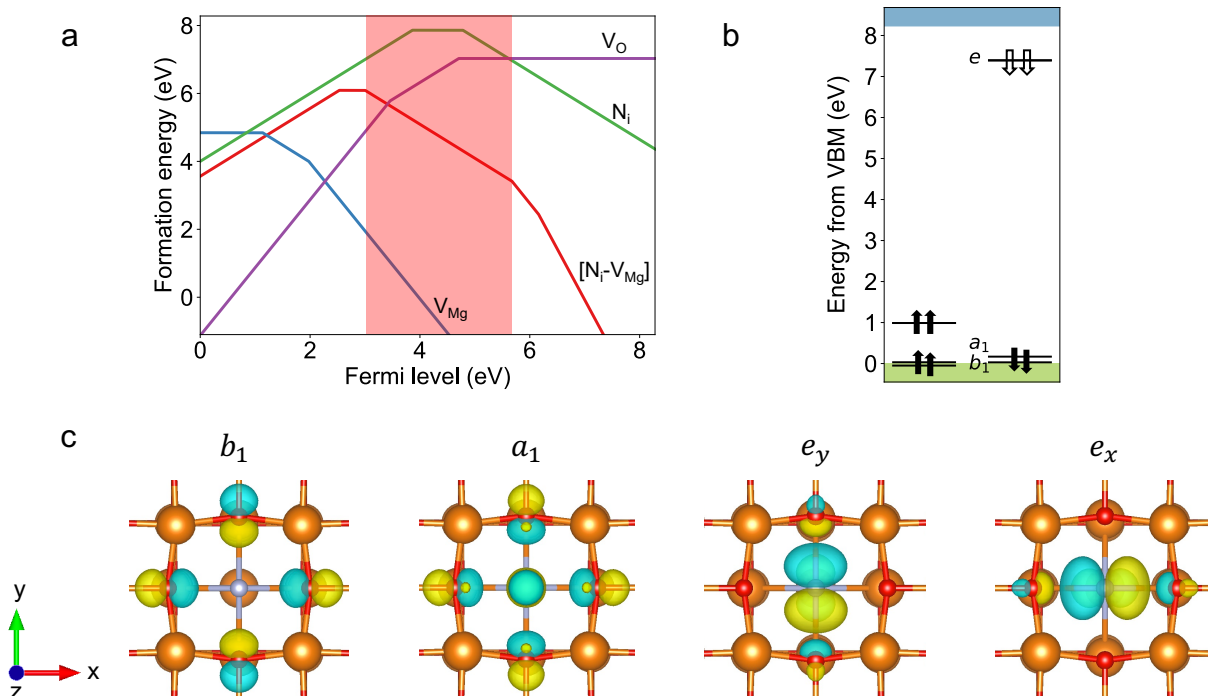 a
Formation energy (eV)
8
6
4
2
0
0 2 4 6 8
Fermi level (eV)
V_O
N_i
[N_i-V_Mg]
V_Mg
b
Energy from VBM (eV)
8
7
6
5
4
3
2
1
0
e
a_1
b_1
c
b_1
a_1
e_y
e_x
y
z
x